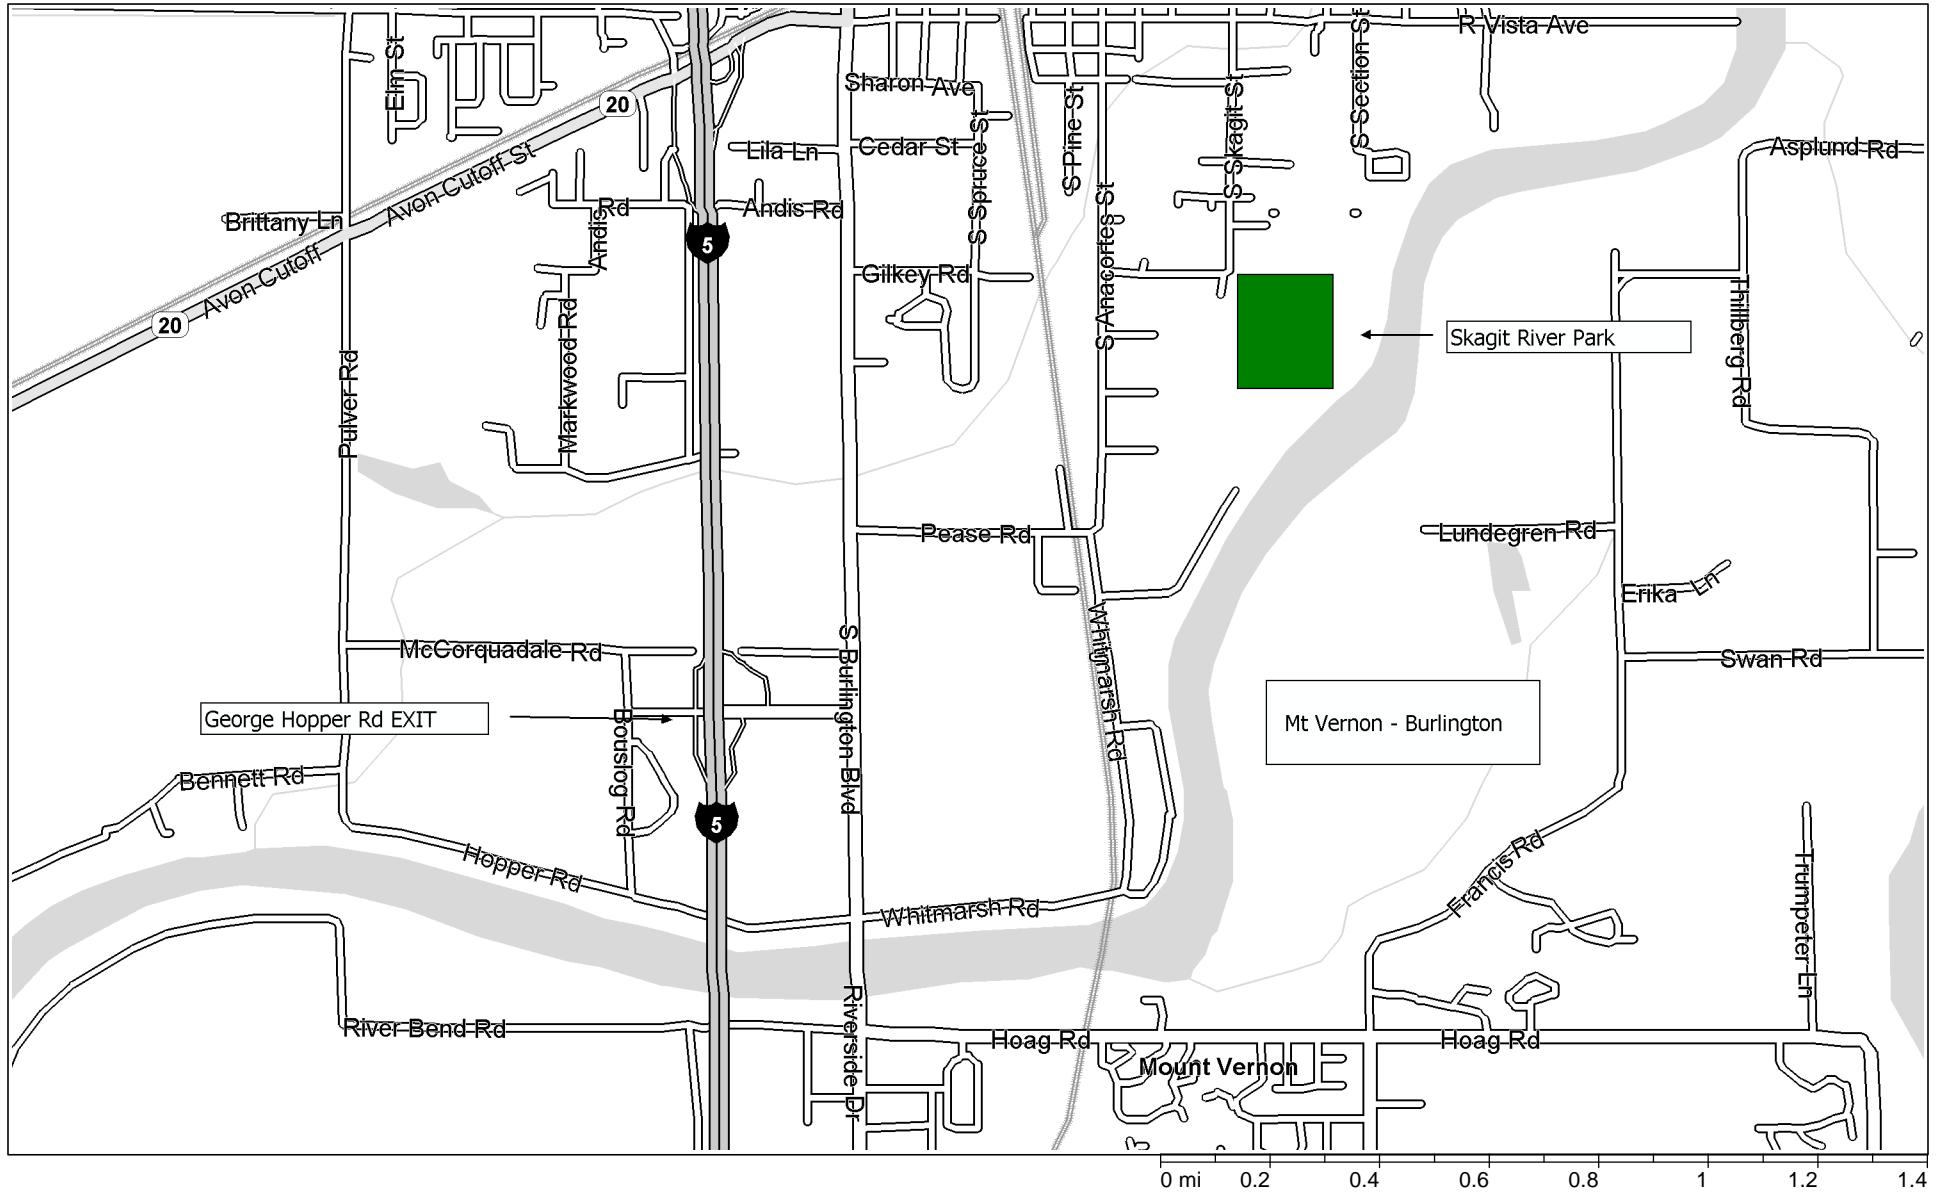 R Vista Ave
Elm St
20
Sharon Ave
S Pine St
S Skagit St
S Section St
Avon Cutoff St
Lila Ln
Cedar St
S Spruce St
Asplund Rd
Brittany Ln
Rd
Andis
Andis Rd
5
Avon Cutoff
20
Gilkey Rd
S Anacortes St
Thillberg Rd
Skagit River Park
Pulver Rd
Markwood Rd
Pease Rd
Lundegren Rd
Erika Ln
McCorquadale Rd
S Burlington Blvd
Whitmarsh Rd
Swan Rd
George Hopper Rd EXIT
Bouslog Rd
Mt Vernon - Burlington
Bennett Rd
5
Hopper Rd
Francis Rd
Trumpeter Ln
Whitmarsh Rd
River Bend Rd
Riverside Dr
Hoag Rd
Hoag Rd
Mount Vernon
0 mi 0.2 0.4 0.6 0.8 1 1.2 1.4